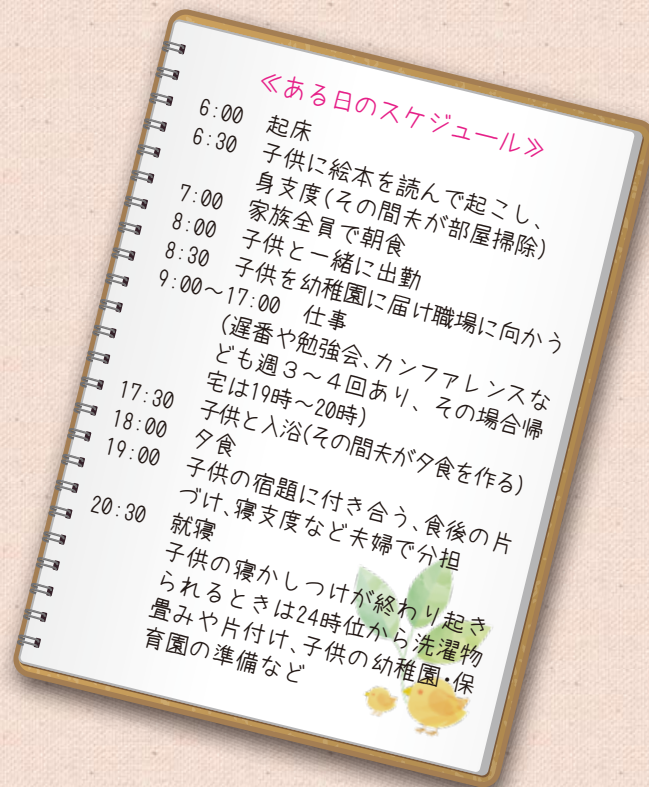 ≪ある日のスケジュール≫
6:00 起床
6:30 子供に絵本を読んで起こし、
身支度(その間夫が部屋掃除)
7:00 家族全員で朝食
8:00 子供と一緒に出勤
8:30 子供を幼稚園に届け職場に向かう
9:00～17:00 仕事
(遅番や勉強会、カンファレンスな
ども週３～４回あり、その場合帰
宅は19時～20時)
17:30 子供と入浴(その間夫が夕食を作る)
18:00 夕食
19:00 子供の宿題に付き合う、食後の片
づけ、寝支度など夫婦で分担
20:30 就寝
子供の寝かしつけが終わり起き
られるときは24時位から洗濯物
畳みや片付け、子供の幼稚園・保
育園の準備など